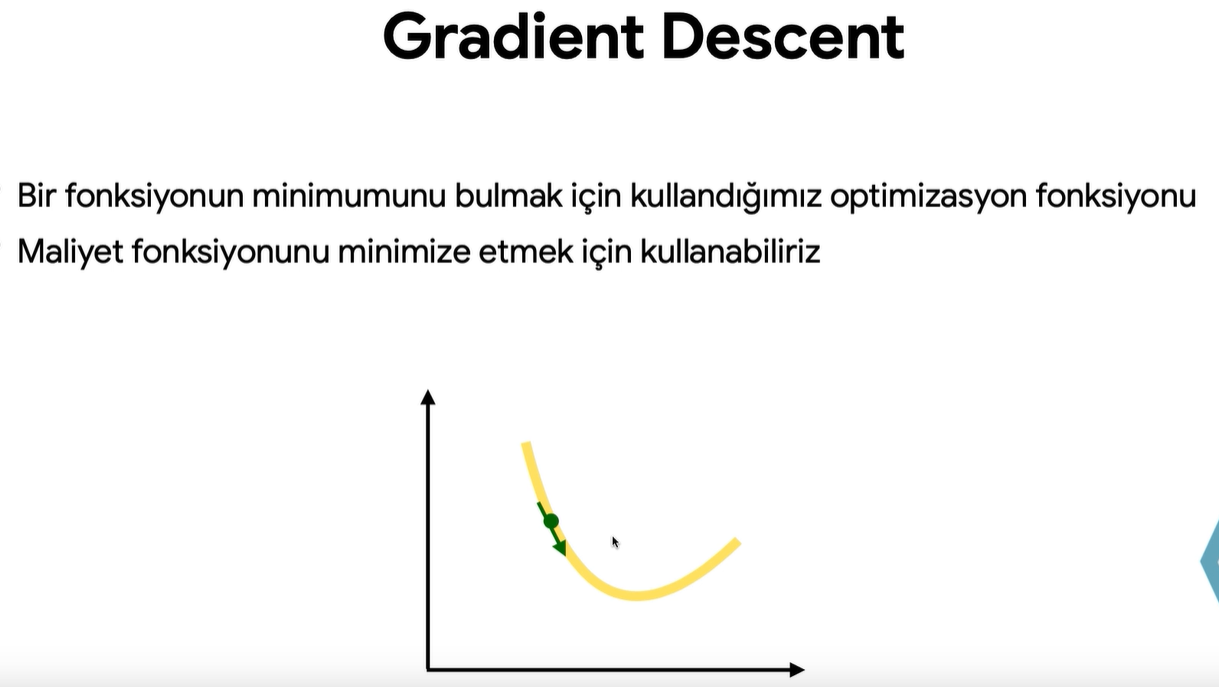 Gradient Descent
Bir fonksiyonun minimumunu bulmak için kullandığımız optimizasyon fonksiyonu
Maliyet fonksiyonunu minimize etmek için kullanabiliriz